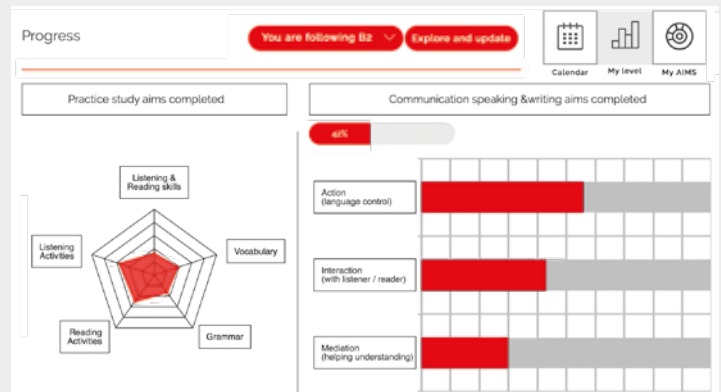 Progress
You are following B2
Explore and update
Calendar
My level
My AIMS
Practice study aims completed
Communication speaking &writing aims completed
Listening &
Reading skills
Listening
Activities
Vocabulary
Reading
Activities
Grammar
Action
(language control)
Interaction
(with listener / reader)
Mediation
(helping understanding)